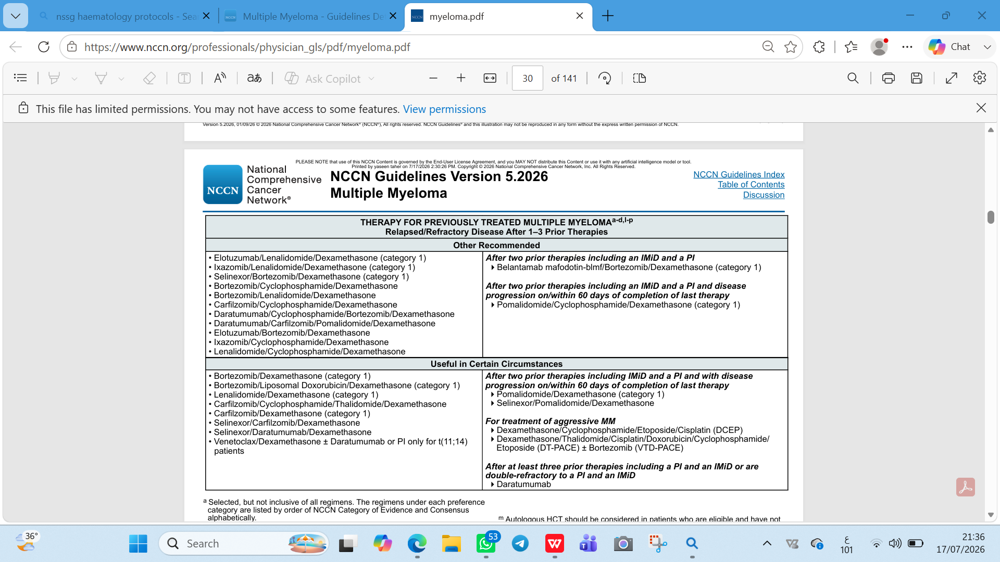 nssg haematology protocols - Sea
Multiple Myeloma - Guidelines De
myeloma.pdf
https://www.nccn.org/professionals/physician_gls/pdf/myeloma.pdf
Chat
Ask Copilot
30 of 141
This file has limited permissions. You may not have access to some features. View permissions
Version 5.2026, 01/09/26 © 2026 National Comprehensive Cancer Network® (NCCN®), All rights reserved. NCCN Guidelines® and this illustration may not be reproduced in any form without the express written permission of NCCN.
PLEASE NOTE that use of this NCCN Content is governed by the End-User License Agreement, and you MAY NOT distribute this Content or use it with any artificial intelligence model or tool.
Printed by yaseen taher on 7/17/2026 2:30:26 PM. Copyright © 2026 National Comprehensive Cancer Network, Inc. All Rights Reserved.
NCCN
National
Comprehensive
Cancer
Network®
NCCN Guidelines Version 5.2026
Multiple Myeloma
NCCN Guidelines Index
Table of Contents
Discussion
THERAPY FOR PREVIOUSLY TREATED MULTIPLE MYELOMAa-d,l-p
Relapsed/Refractory Disease After 1–3 Prior Therapies
Other Recommended
• Elotuzumab/Lenalidomide/Dexamethasone (category 1)
• Ixazomib/Lenalidomide/Dexamethasone (category 1)
• Selinexor/Bortezomib/Dexamethasone (category 1)
• Bortezomib/Cyclophosphamide/Dexamethasone
• Bortezomib/Lenalidomide/Dexamethasone
• Carfilzomib/Cyclophosphamide/Dexamethasone
• Daratumumab/Cyclophosphamide/Bortezomib/Dexamethasone
• Daratumumab/Carfilzomib/Pomalidomide/Dexamethasone
• Elotuzumab/Bortezomib/Dexamethasone
• Ixazomib/Cyclophosphamide/Dexamethasone
• Lenalidomide/Cyclophosphamide/Dexamethasone
After two prior therapies including an IMiD and a PI
Belantamab mafodotin-blmf/Bortezomib/Dexamethasone (category 1)
After two prior therapies including an IMiD and a PI and disease
progression on/within 60 days of completion of last therapy
Pomalidomide/Cyclophosphamide/Dexamethasone (category 1)
Useful in Certain Circumstances
• Bortezomib/Dexamethasone (category 1)
• Bortezomib/Liposomal Doxorubicin/Dexamethasone (category 1)
• Lenalidomide/Dexamethasone (category 1)
• Carfilzomib/Cyclophosphamide/Thalidomide/Dexamethasone
• Carfilzomib/Dexamethasone (category 1)
• Selinexor/Carfilzomib/Dexamethasone
• Selinexor/Daratumumab/Dexamethasone
• Venetoclax/Dexamethasone ± Daratumumab or PI only for t(11;14)
patients
After two prior therapies including IMiD and a PI and with disease
progression on/within 60 days of completion of last therapy
Pomalidomide/Dexamethasone (category 1)
Selinexor/Pomalidomide/Dexamethasone
For treatment of aggressive MM
Dexamethasone/Cyclophosphamide/Etoposide/Cisplatin (DCEP)
Dexamethasone/Thalidomide/Cisplatin/Doxorubicin/Cyclophosphamide/
Etoposide (DT-PACE) ± Bortezomib (VTD-PACE)
After at least three prior therapies including a PI and an IMiD or are
double-refractory to a PI and an IMiD
Daratumumab
a Selected, but not inclusive of all regimens. The regimens under each preference
category are listed by order of NCCN Category of Evidence and Consensus
alphabetically.
m Autologous HCT should be considered in patients who are eligible and have not
36°
Search
53
ع
101
21:36
17/07/2026